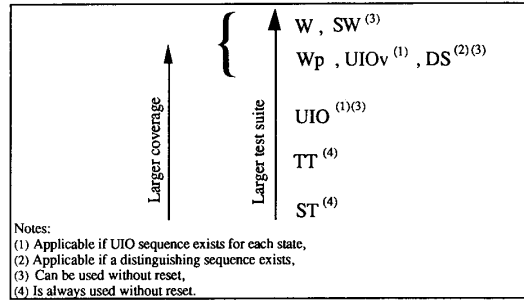 W , SW (3)
Wp , UIOv (1) , DS (2)(3)
UIO (1)(3)
TT (4)
ST (4)
Larger coverage
Larger test suite
Notes:
(1) Applicable if UIO sequence exists for each state,
(2) Applicable if a distinguishing sequence exists,
(3) Can be used without reset,
(4) Is always used without reset.